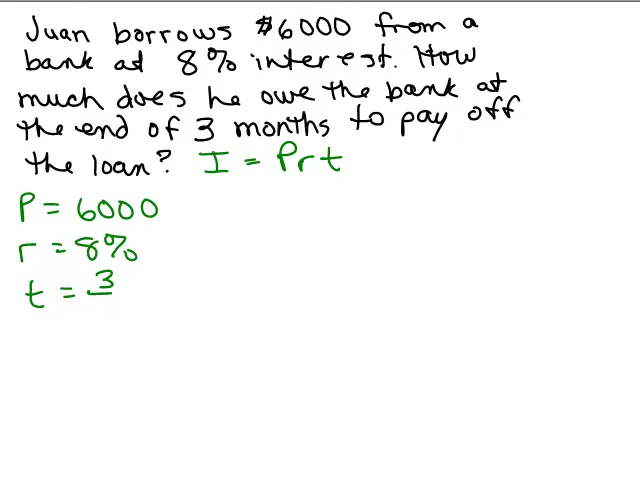 Juan borrows $6000 from a
bank at 8% interest. How
much does he owe the bank at
the end of 3 months to pay off
the loan? I = Prt
P = 6000
r = 8%
t = 3